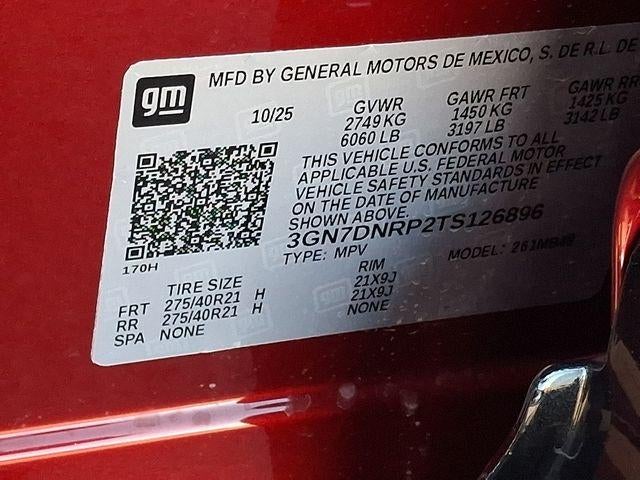 gm
MFD BY GENERAL MOTORS DE MEXICO, S. DE R.L. DE
10/25 GVWR GAWR FRT GAWR RR
2749 KG 1450 KG 1425 KG
6060 LB 3197 LB 3142 LB
THIS VEHICLE CONFORMS TO ALL
APPLICABLE U.S. FEDERAL MOTOR
VEHICLE SAFETY STANDARDS IN EFFECT
ON THE DATE OF MANUFACTURE
SHOWN ABOVE.
3GN7DNRP2TS126896
170H TYPE: MPV MODEL:
TIRE SIZE RIM
FRT 275/40R21 H 21X9J
RR 275/40R21 H 21X9J
SPA NONE NONE